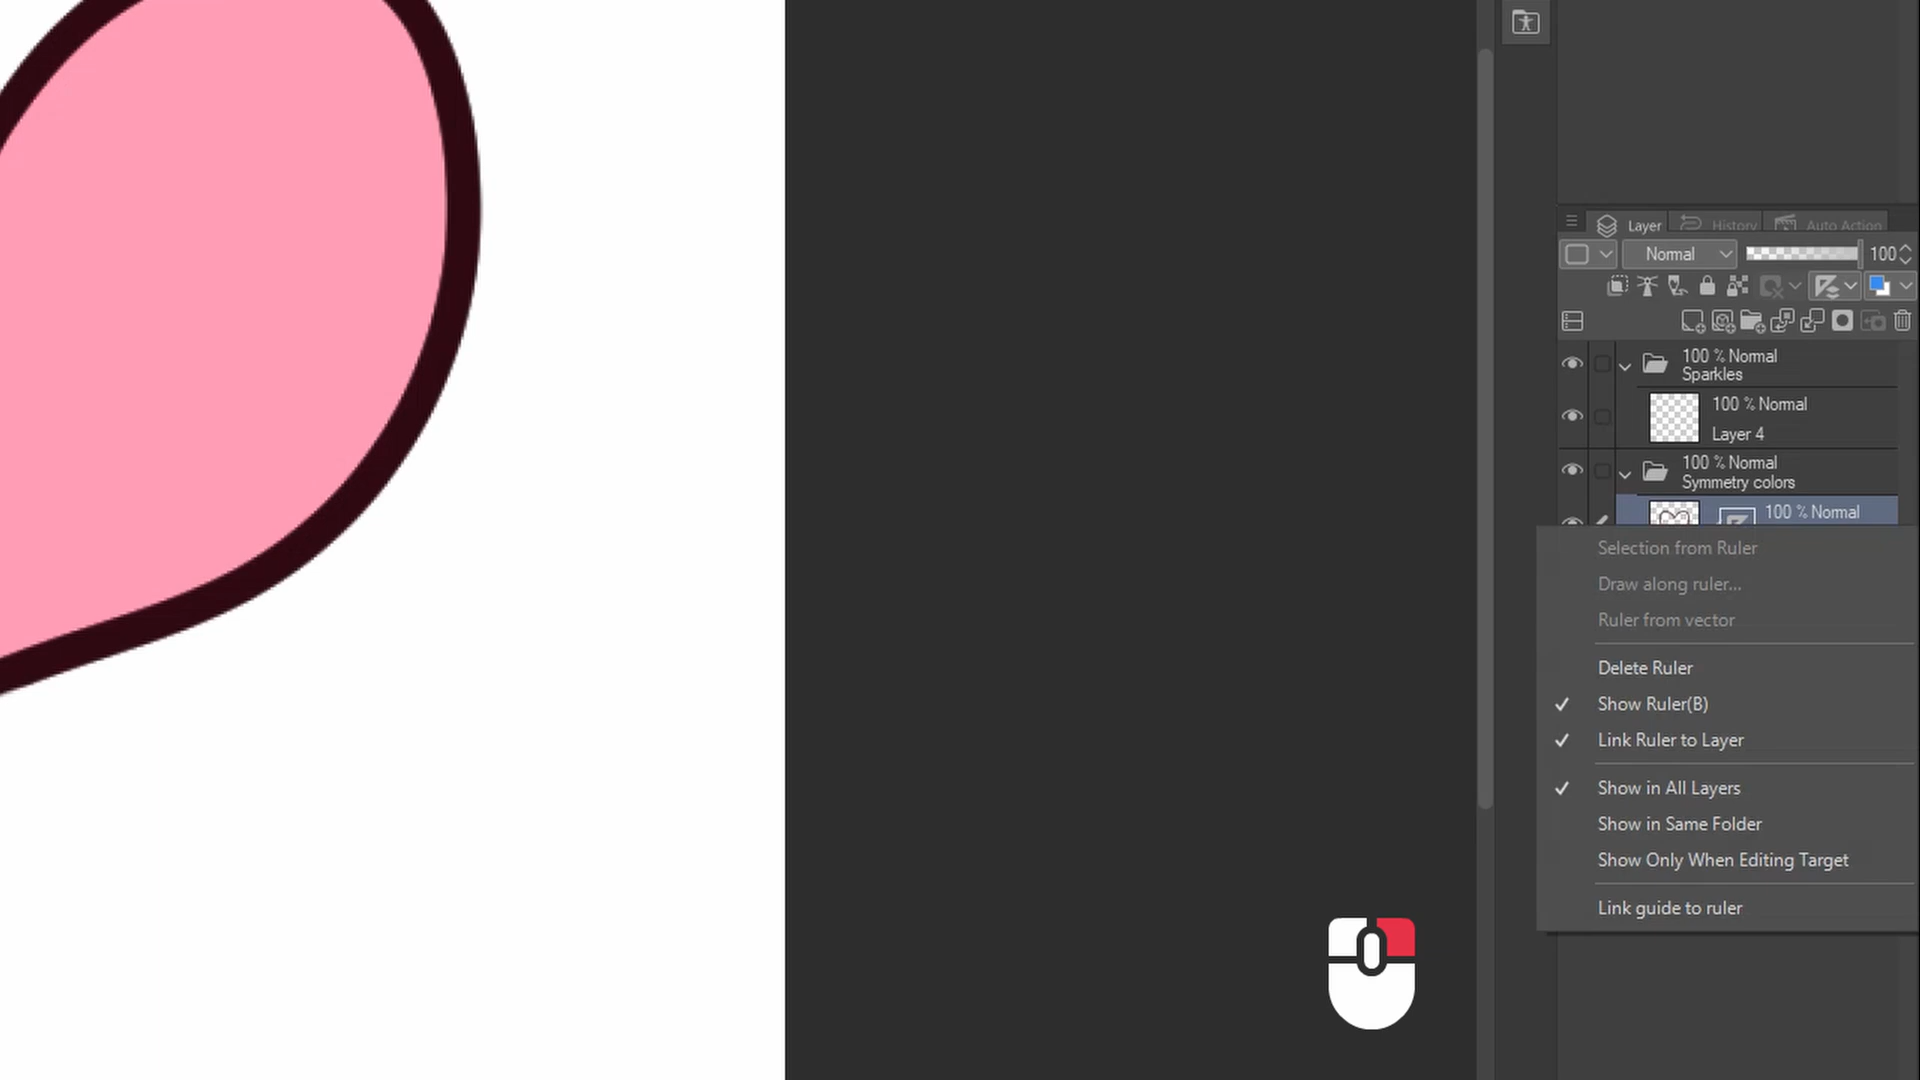 Layer History Auto Action
Normal 100
100 % Normal
Sparkles
100 % Normal
Layer 4
100 % Normal
Symmetry colors
100 % Normal
Selection from Ruler
Draw along ruler...
Ruler from vector
Delete Ruler
Show Ruler(B)
Link Ruler to Layer
Show in All Layers
Show in Same Folder
Show Only When Editing Target
Link guide to ruler